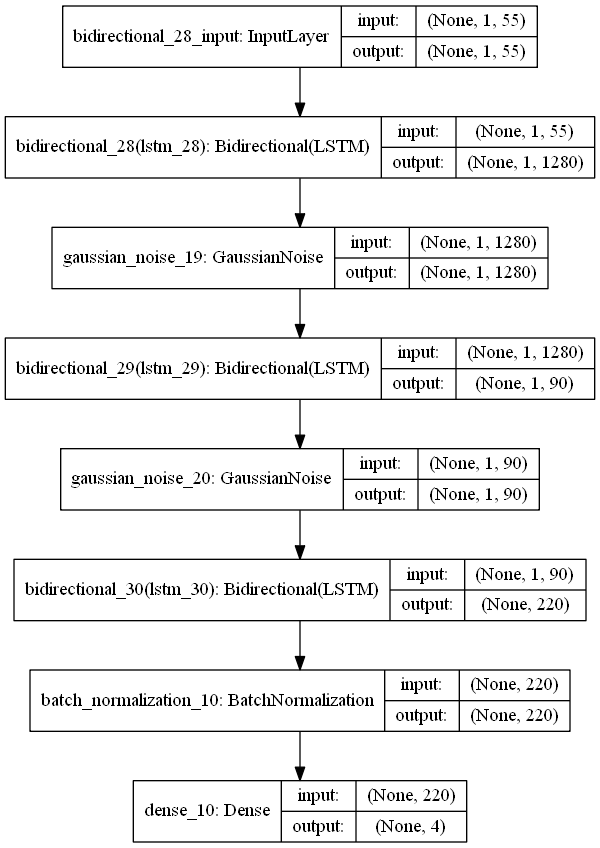 bidirectional_28_input: InputLayer
input:
(None, 1, 55)
output:
(None, 1, 55)
bidirectional_28(lstm_28): Bidirectional(LSTM)
input:
(None, 1, 55)
output:
(None, 1, 1280)
gaussian_noise_19: GaussianNoise
input:
(None, 1, 1280)
output:
(None, 1, 1280)
bidirectional_29(lstm_29): Bidirectional(LSTM)
input:
(None, 1, 1280)
output:
(None, 1, 90)
gaussian_noise_20: GaussianNoise
input:
(None, 1, 90)
output:
(None, 1, 90)
bidirectional_30(lstm_30): Bidirectional(LSTM)
input:
(None, 1, 90)
output:
(None, 220)
batch_normalization_10: BatchNormalization
input:
(None, 220)
output:
(None, 220)
dense_10: Dense
input:
(None, 220)
output:
(None, 4)